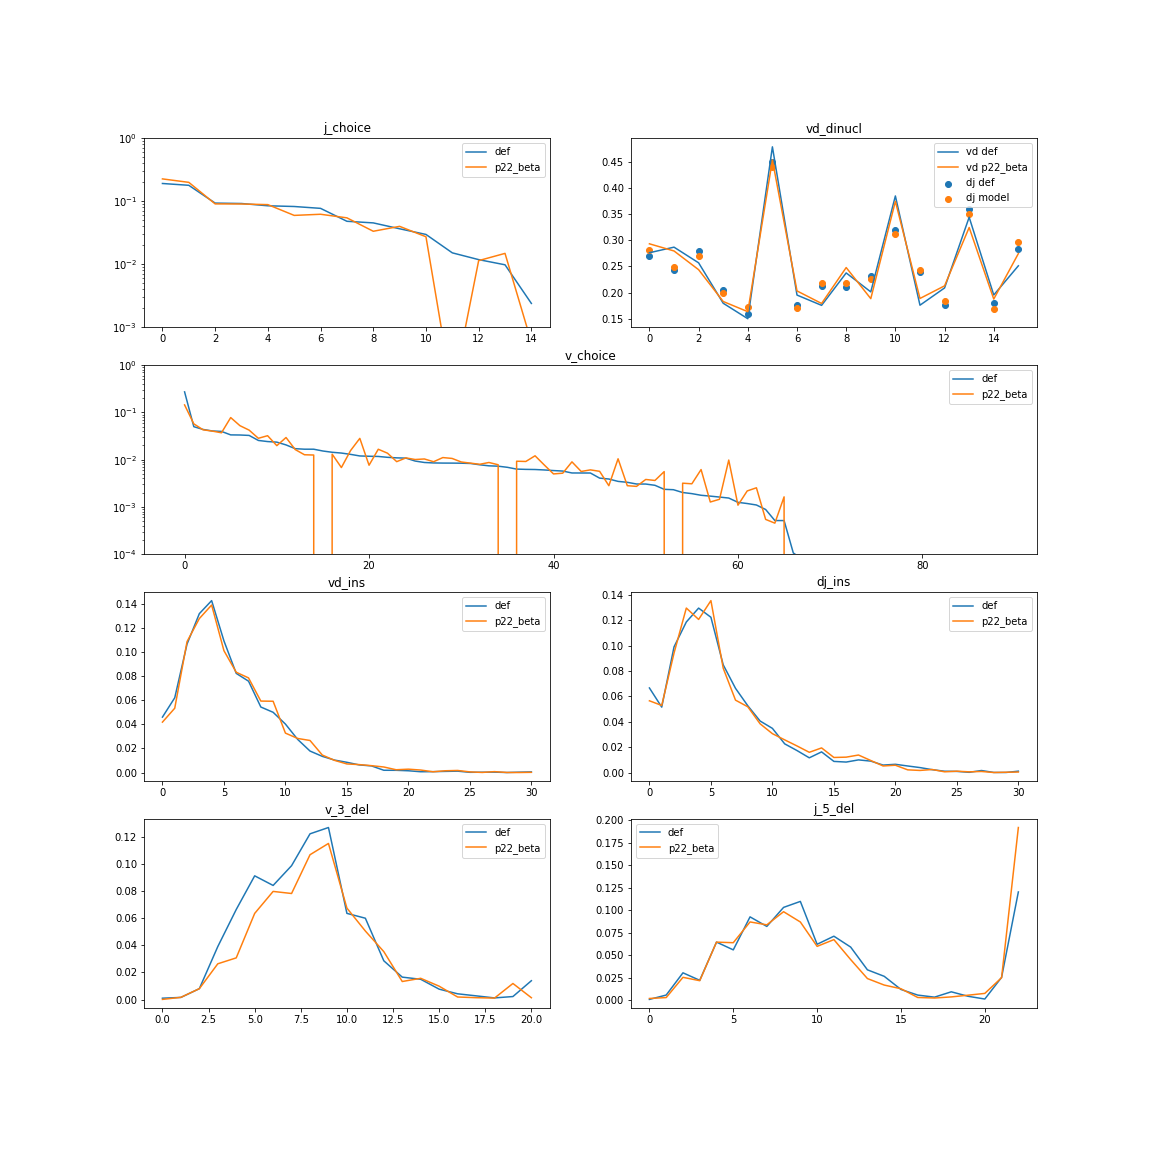 j_choice
10^0
10^-1
10^-2
10^-3
0 2 4 6 8 10 12 14
def
p22_beta
vd_dinucl
0.45
0.40
0.35
0.30
0.25
0.20
0.15
0 2 4 6 8 10 12 14
vd def
vd p22_beta
dj def
dj model
v_choice
10^0
10^-1
10^-2
10^-3
10^-4
0 20 40 60 80
def
p22_beta
vd_ins
0.14
0.12
0.10
0.08
0.06
0.04
0.02
0.00
0 5 10 15 20 25 30
def
p22_beta
dj_ins
0.14
0.12
0.10
0.08
0.06
0.04
0.02
0.00
0 5 10 15 20 25 30
def
p22_beta
v_3_del
0.12
0.10
0.08
0.06
0.04
0.02
0.00
0.0 2.5 5.0 7.5 10.0 12.5 15.0 17.5 20.0
def
p22_beta
j_5_del
0.200
0.175
0.150
0.125
0.100
0.075
0.050
0.025
0.000
0 5 10 15 20
def
p22_beta